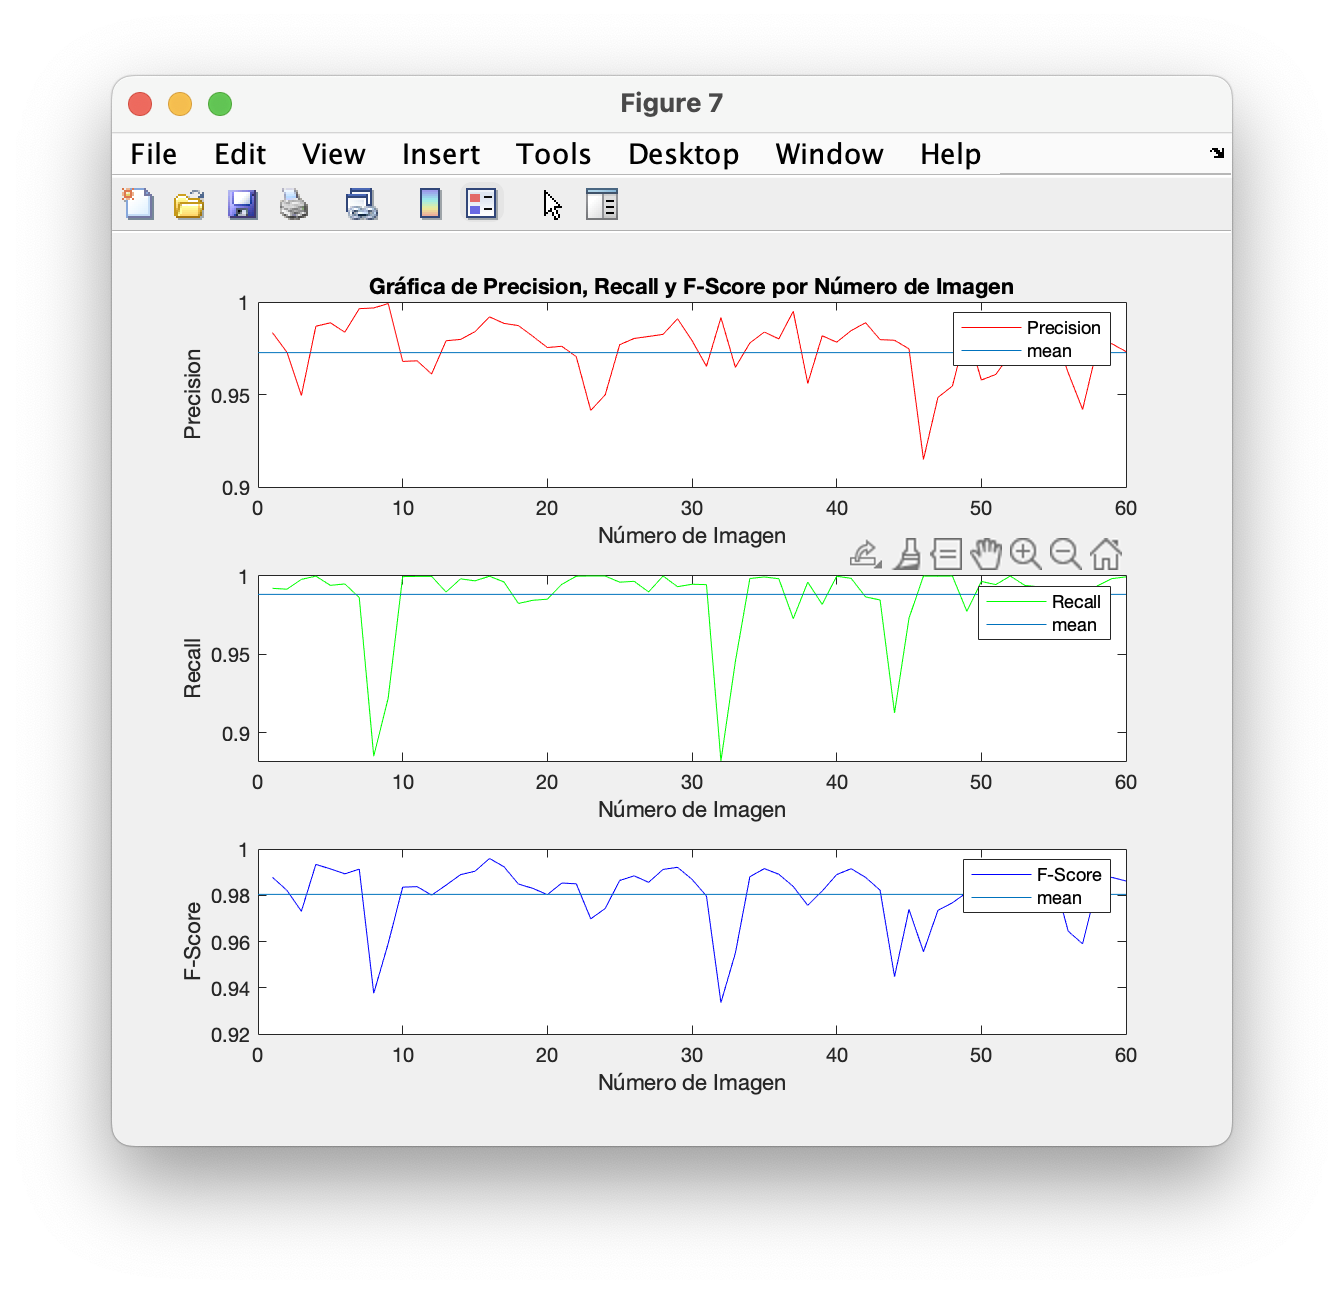 Figure 7
File Edit View Insert Tools Desktop Window Help
Gráfica de Precision, Recall y F-Score por Número de Imagen
Precision
1
0.95
0.9
Precision
mean
0 10 20 30 40 50 60
Número de Imagen
Recall
1
0.95
0.9
Recall
mean
0 10 20 30 40 50 60
Número de Imagen
F-Score
1
0.98
0.96
0.94
0.92
F-Score
mean
0 10 20 30 40 50 60
Número de Imagen